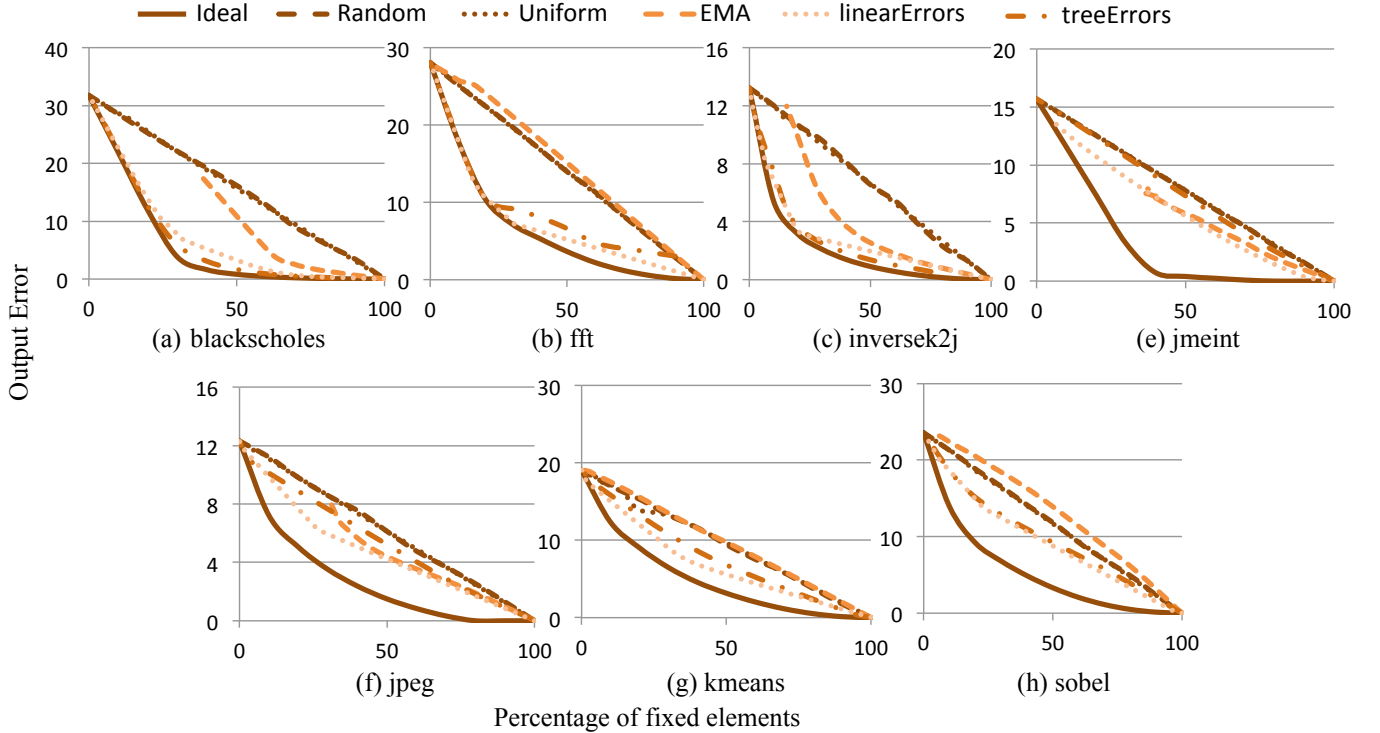 Ideal Random Uniform EMA linearErrors treeErrors
40 30 16 20
30 20 12 15
20 8 10
10 10 4 5
0 0 0 0
0 50 100 0 50 100 0 50 100 0 50 100
(a) blackscholes (b) fft (c) inversek2j (e) jmeint
Output Error
16 30 30
12 20 20
8
4 10 10
0 0 0
0 50 100 0 50 100 0 50 100
(f) jpeg (g) kmeans (h) sobel
Percentage of fixed elements